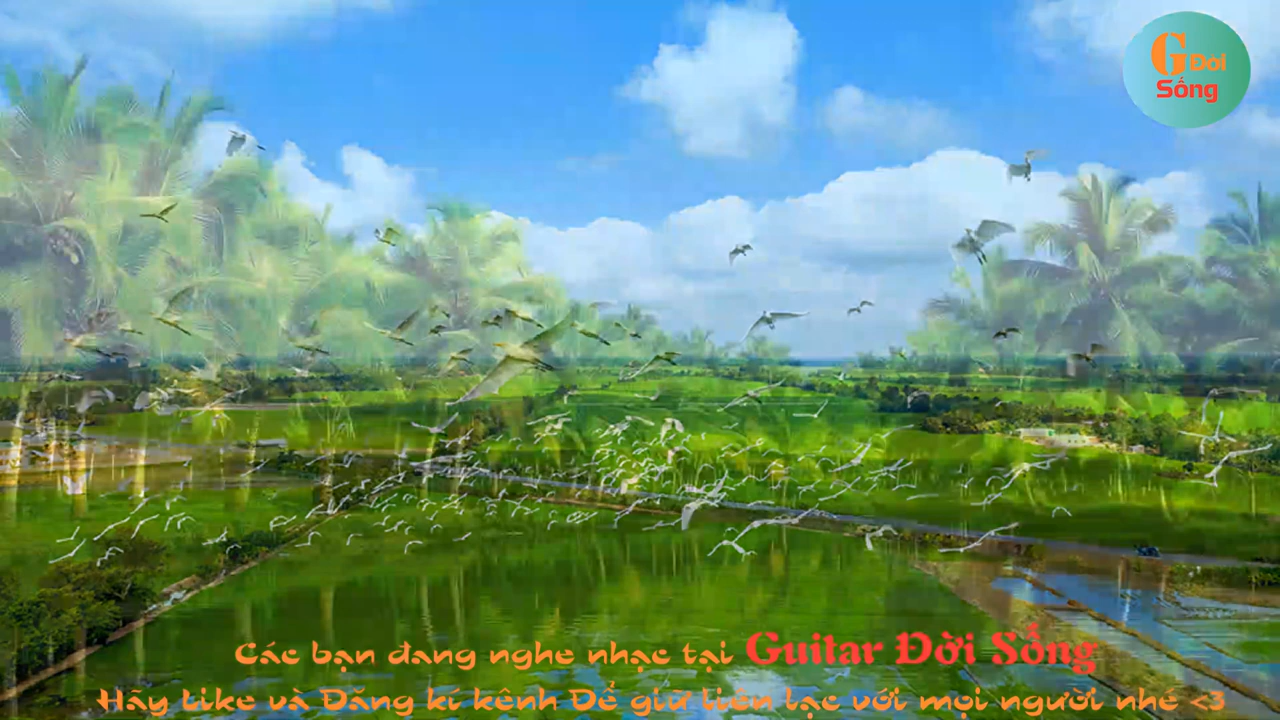 G Đời
Sống
Các bạn đang nghe nhạc tại Guitar Đời Sống
Hãy like và Đăng kí kênh Để giữ liên lạc với mọi người nhé <3